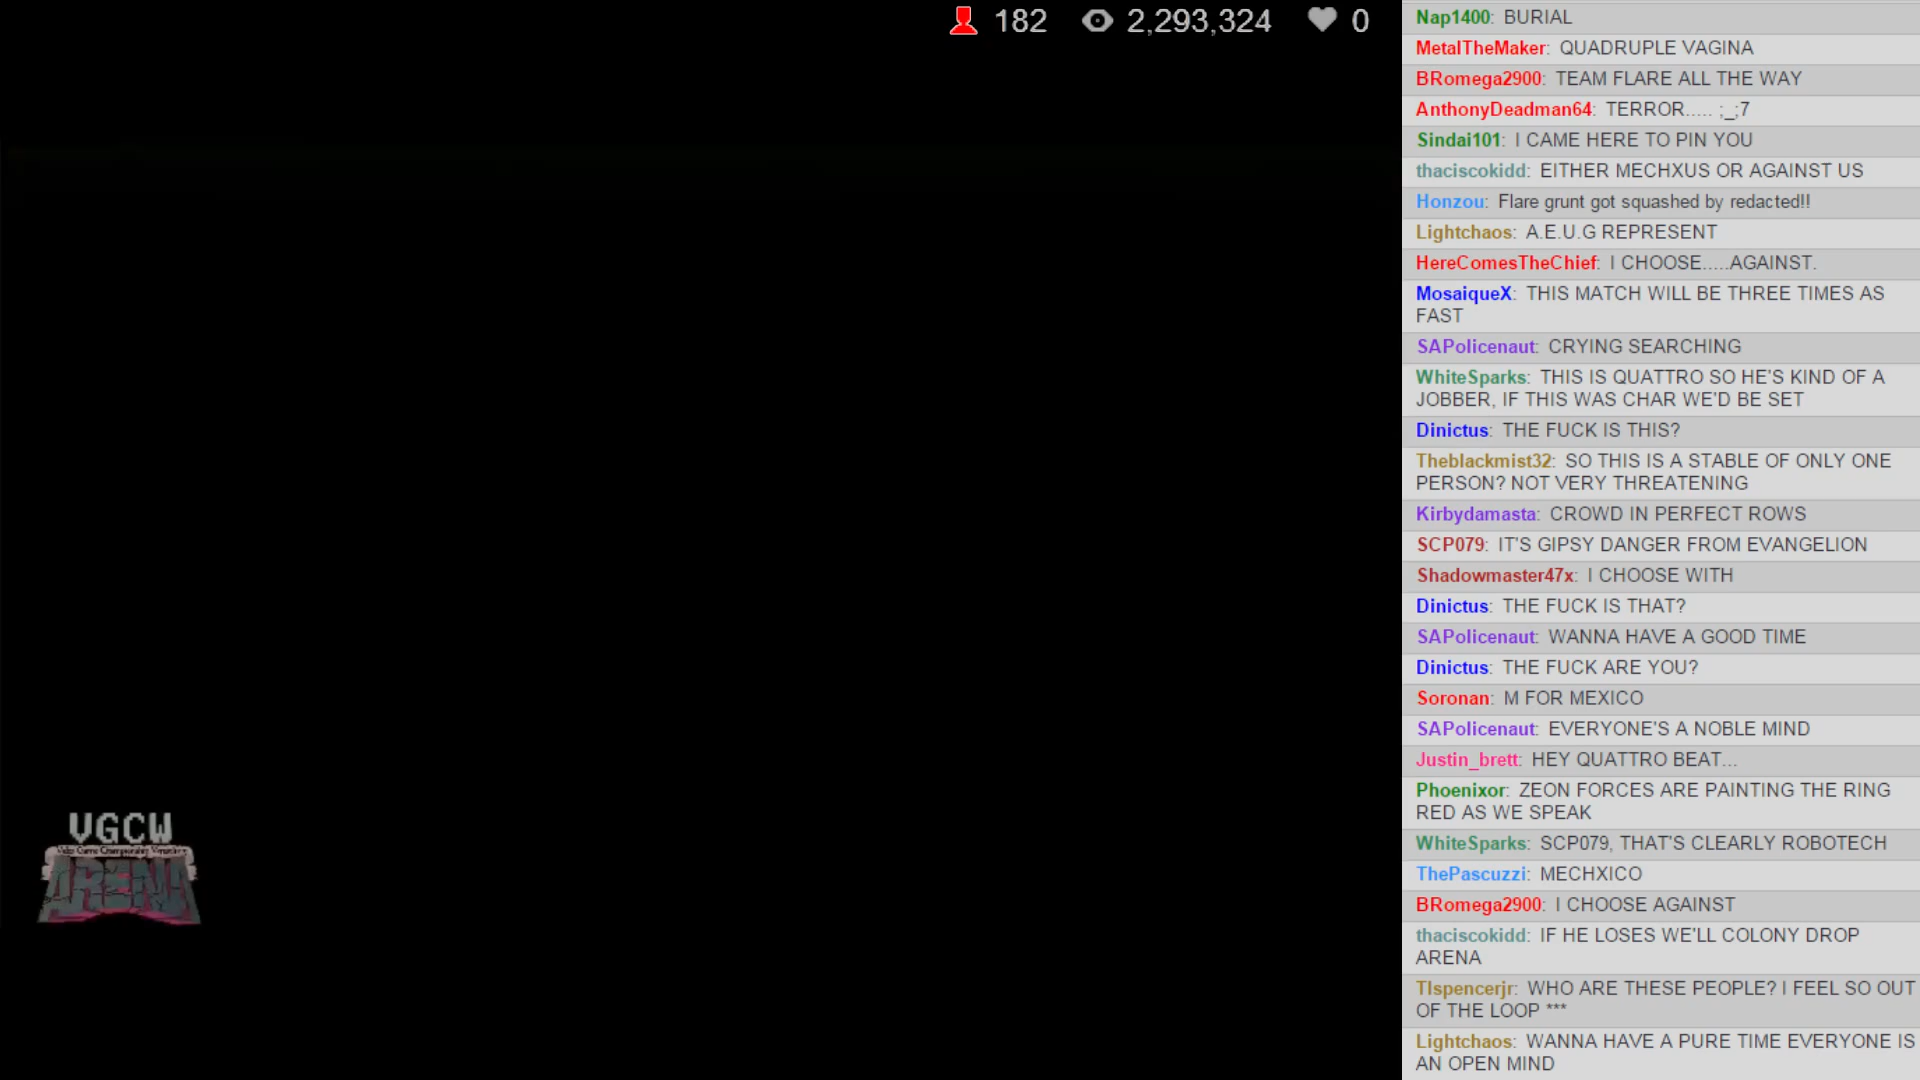 182 2,293,324 0
Nap1400: BURIAL
MetalTheMaker: QUADRUPLE VAGINA
BRomega2900: TEAM FLARE ALL THE WAY
AnthonyDeadman64: TERROR..... ;_;7
Sindai101: I CAME HERE TO PIN YOU
thaciscokidd: EITHER MECHXUS OR AGAINST US
Honzou: Flare grunt got squashed by redacted!!
Lightchaos: A.E.U.G REPRESENT
HereComesTheChief: I CHOOSE.....AGAINST.
MosaiqueX: THIS MATCH WILL BE THREE TIMES AS
FAST
SAPolicenaut: CRYING SEARCHING
WhiteSparks: THIS IS QUATTRO SO HE'S KIND OF A
JOBBER, IF THIS WAS CHAR WE'D BE SET
Dinictus: THE FUCK IS THIS?
Theblackmist32: SO THIS IS A STABLE OF ONLY ONE
PERSON? NOT VERY THREATENING
Kirbydamasta: CROWD IN PERFECT ROWS
SCP079: IT'S GIPSY DANGER FROM EVANGELION
Shadowmaster47x: I CHOOSE WITH
Dinictus: THE FUCK IS THAT?
SAPolicenaut: WANNA HAVE A GOOD TIME
Dinictus: THE FUCK ARE YOU?
Soronan: M FOR MEXICO
SAPolicenaut: EVERYONE'S A NOBLE MIND
Justin_brett: HEY QUATTRO BEAT...
Phoenixor: ZEON FORCES ARE PAINTING THE RING
RED AS WE SPEAK
WhiteSparks: SCP079, THAT'S CLEARLY ROBOTECH
ThePascuzzi: MECHXICO
BRomega2900: I CHOOSE AGAINST
thaciscokidd: IF HE LOSES WE'LL COLONY DROP
ARENA
Tlspencerjr: WHO ARE THESE PEOPLE? I FEEL SO OUT
OF THE LOOP ***
Lightchaos: WANNA HAVE A PURE TIME EVERYONE IS
AN OPEN MIND
VGCW
Video Game Championship Wrestling
ARENA